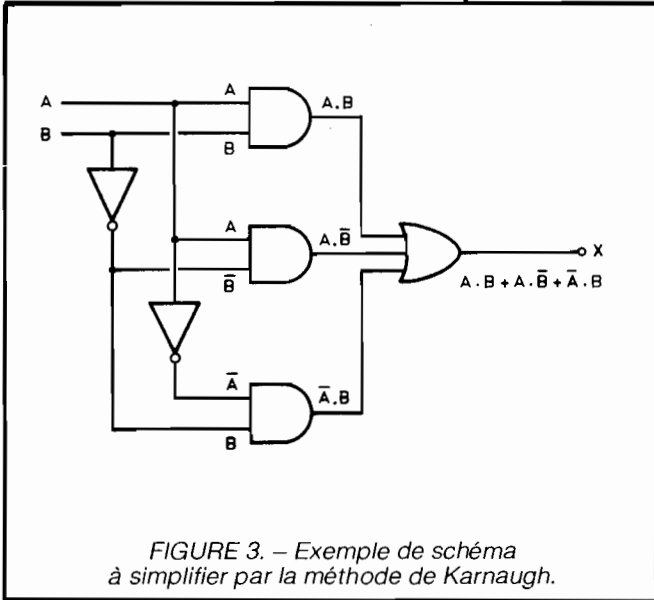 A
B
A
B
A.B
A
B̅
A.B̅
A̅
B
A̅.B
X
A.B + A.B̅ + A̅.B
FIGURE 3. – Exemple de schéma
à simplifier par la méthode de Karnaugh.